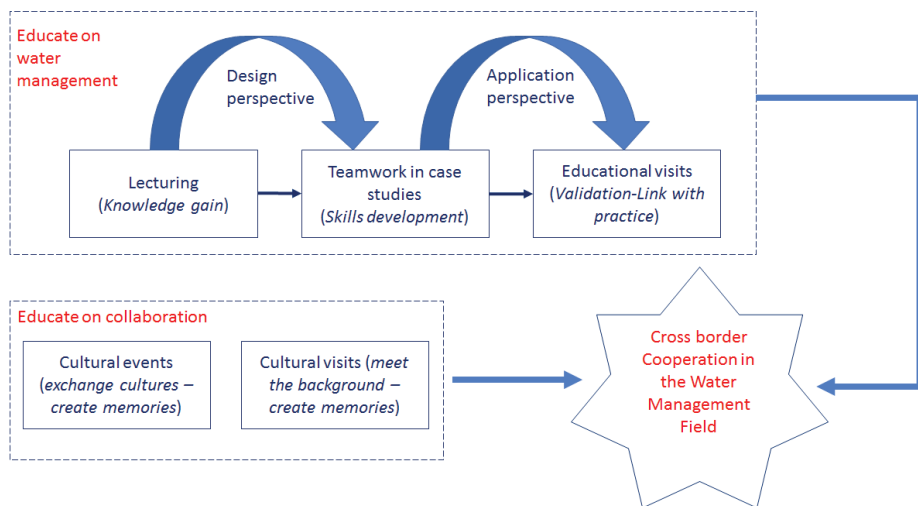 Educate on
water
management
Design
perspective
Application
perspective
Lecturing
(Knowledge gain)
Teamwork in case
studies
(Skills development)
Educational visits
(Validation-Link with
practice)
Educate on collaboration
Cultural events
(exchange cultures –
create memories)
Cultural visits (meet
the background –
create memories)
Cross border
Cooperation in
the Water
Management
Field